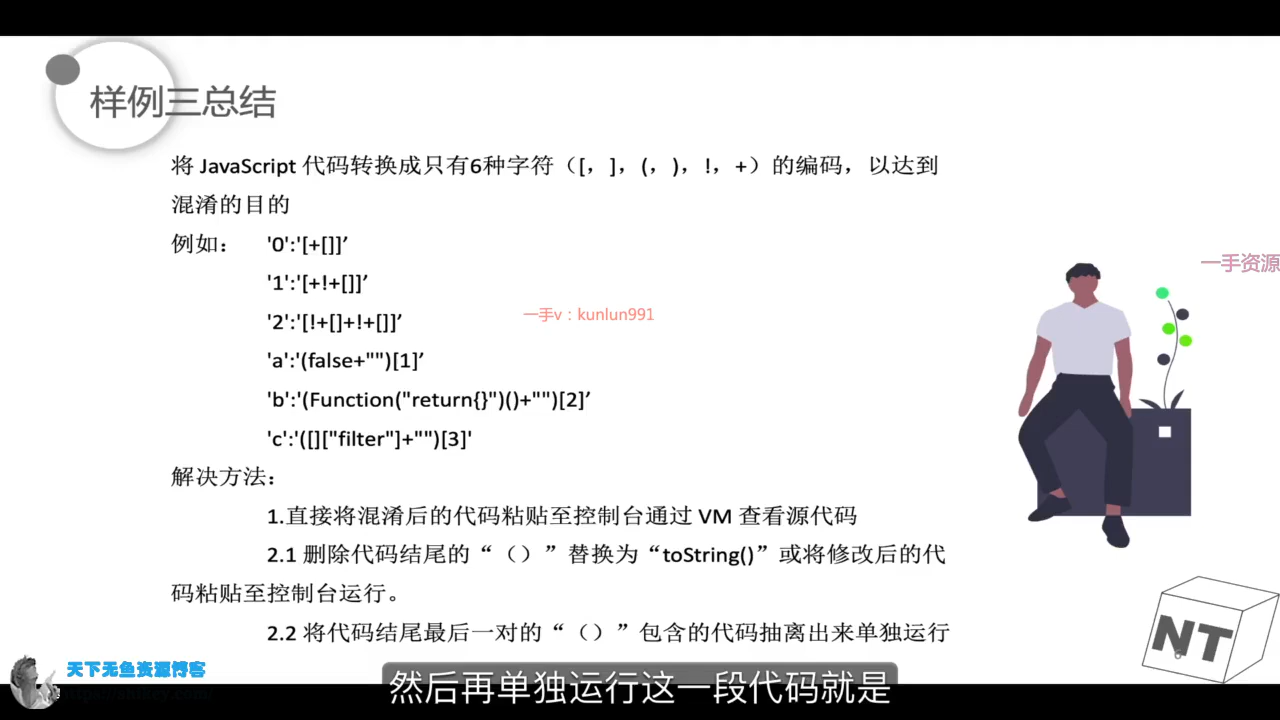 样例三总结
将 JavaScript 代码转换成只有6种字符（[，]，(，)，!，+）的编码，以达到
混淆的目的
例如： '0':'[+[]]’
'1':'[+!+[]]’
'2':'[!+[]+!+[]]’
'a':'(false+"")[1]’
'b':'(Function("return{}")()+"")[2]’
'c':'([]["filter"]+"")[3]'
解决方法：
1.直接将混淆后的代码粘贴至控制台通过 VM 查看源代码
2.1 删除代码结尾的“（）”替换为“toString()”或将修改后的代
码粘贴至控制台运行。
2.2 将代码结尾最后一对的“（）”包含的代码抽离出来单独运行
一手v：kunlun991
一手资源
NT
天下无鱼资源博客
然后再单独运行这一段代码就是